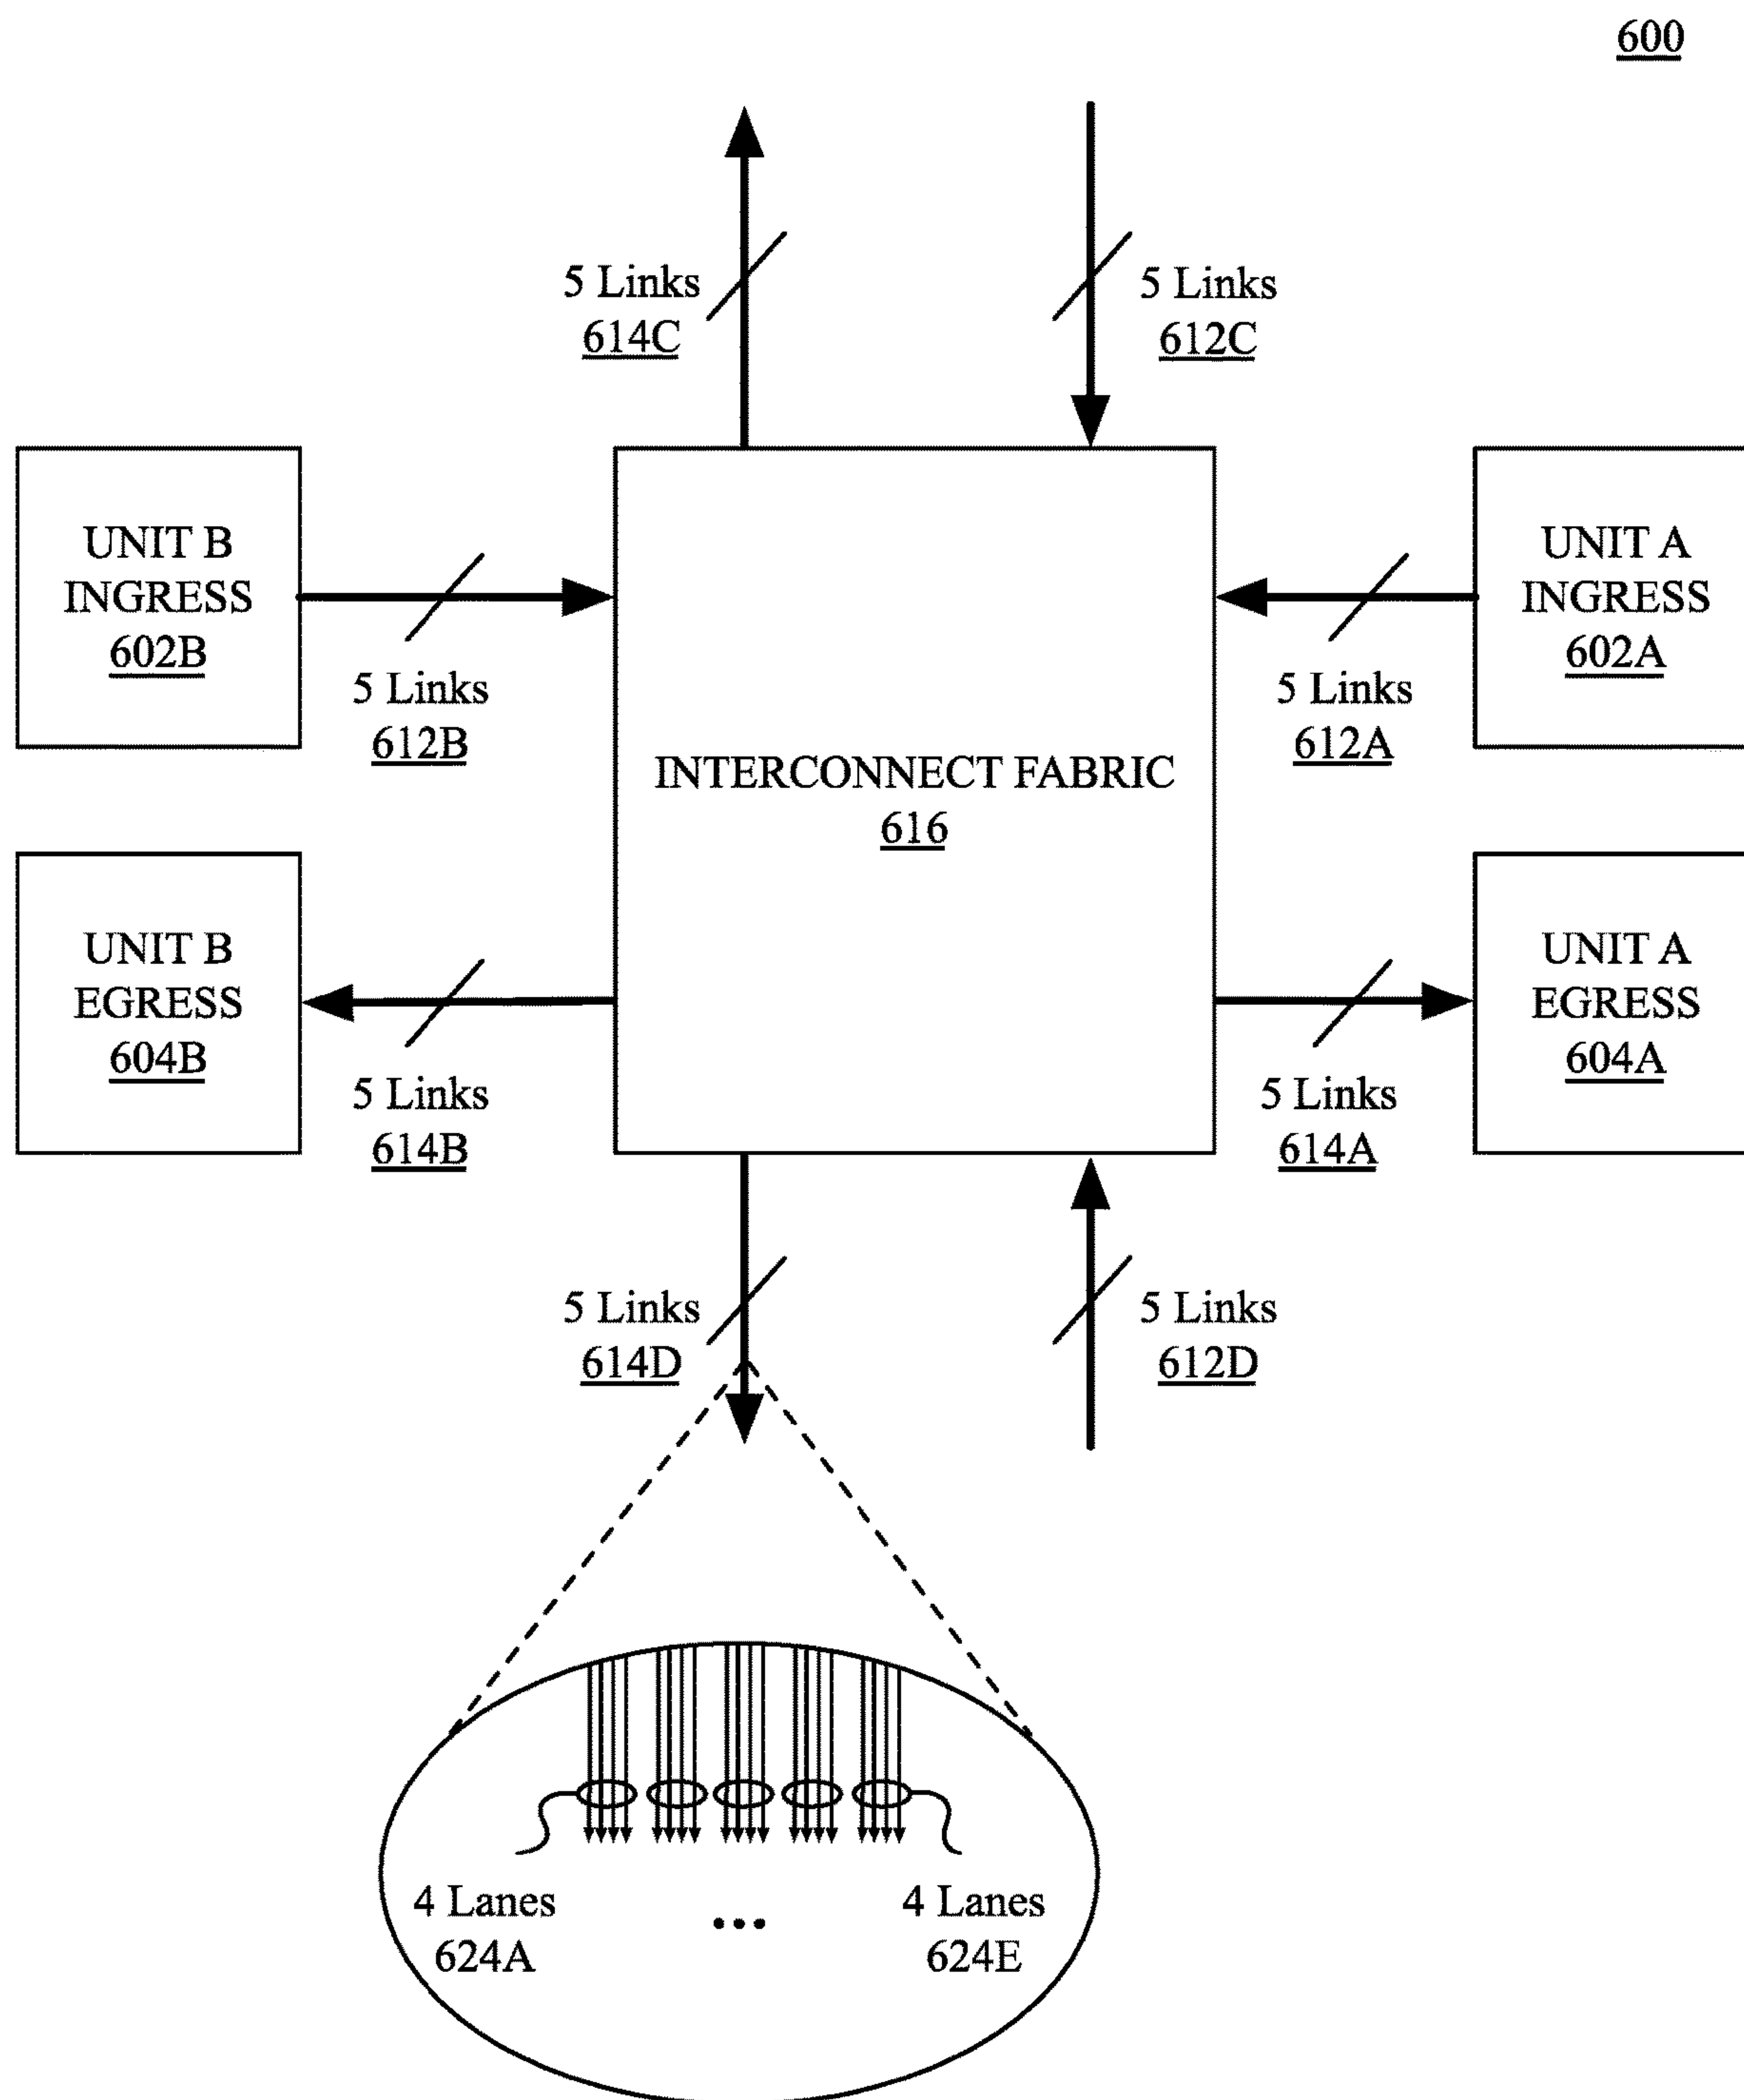 600
5 Links
614C
5 Links
612C
UNIT B
INGRESS
602B
5 Links
612B
INTERCONNECT FABRIC
616
UNIT A
INGRESS
602A
5 Links
612A
UNIT B
EGRESS
604B
5 Links
614B
UNIT A
EGRESS
604A
5 Links
614A
5 Links
614D
5 Links
612D
4 Lanes
624A
...
4 Lanes
624E